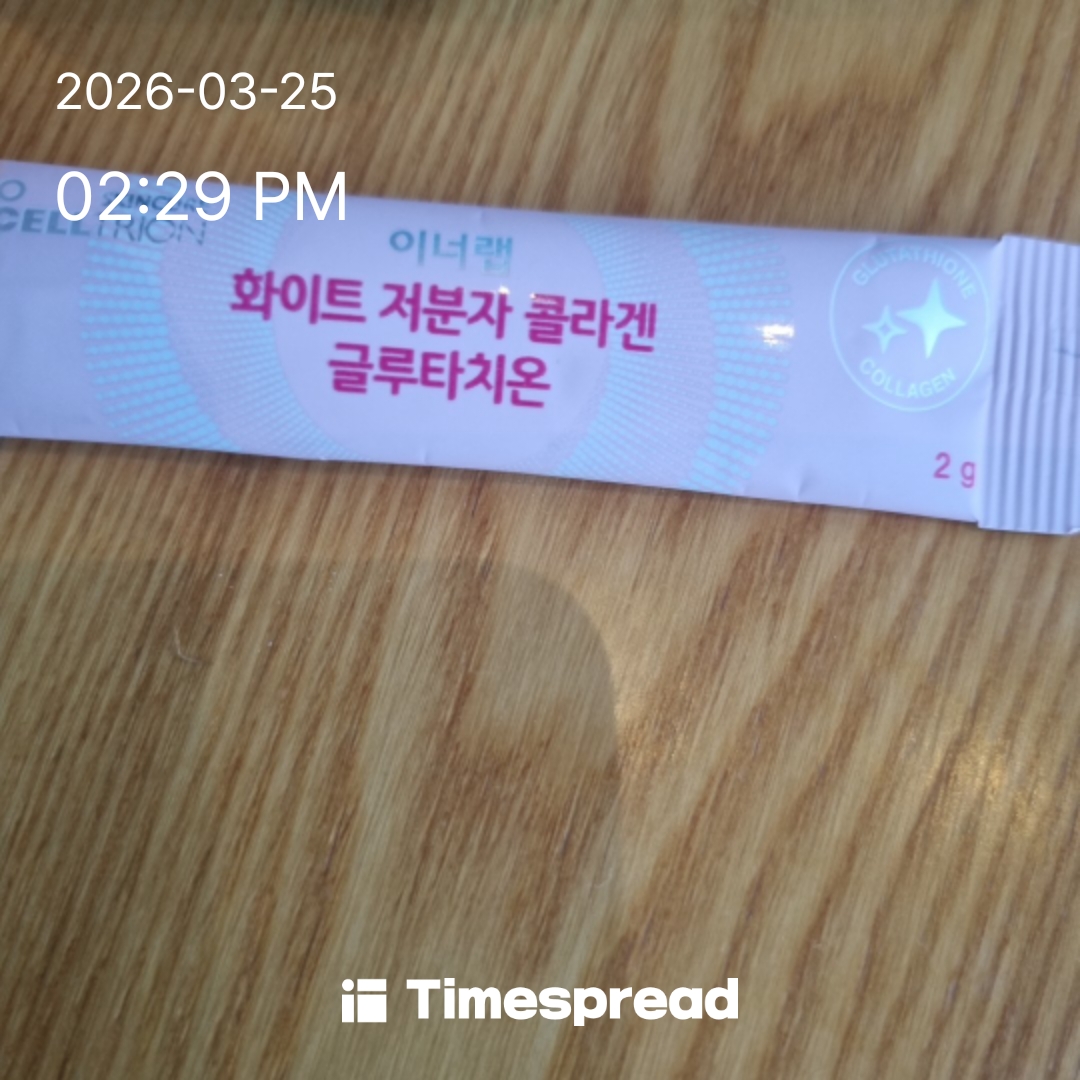 2026-03-25
02:29 PM
CELLTRION
이너랩
화이트 저분자 콜라겐
글루타치온
GLUTATHIONE
COLLAGEN
2 g
Timespread